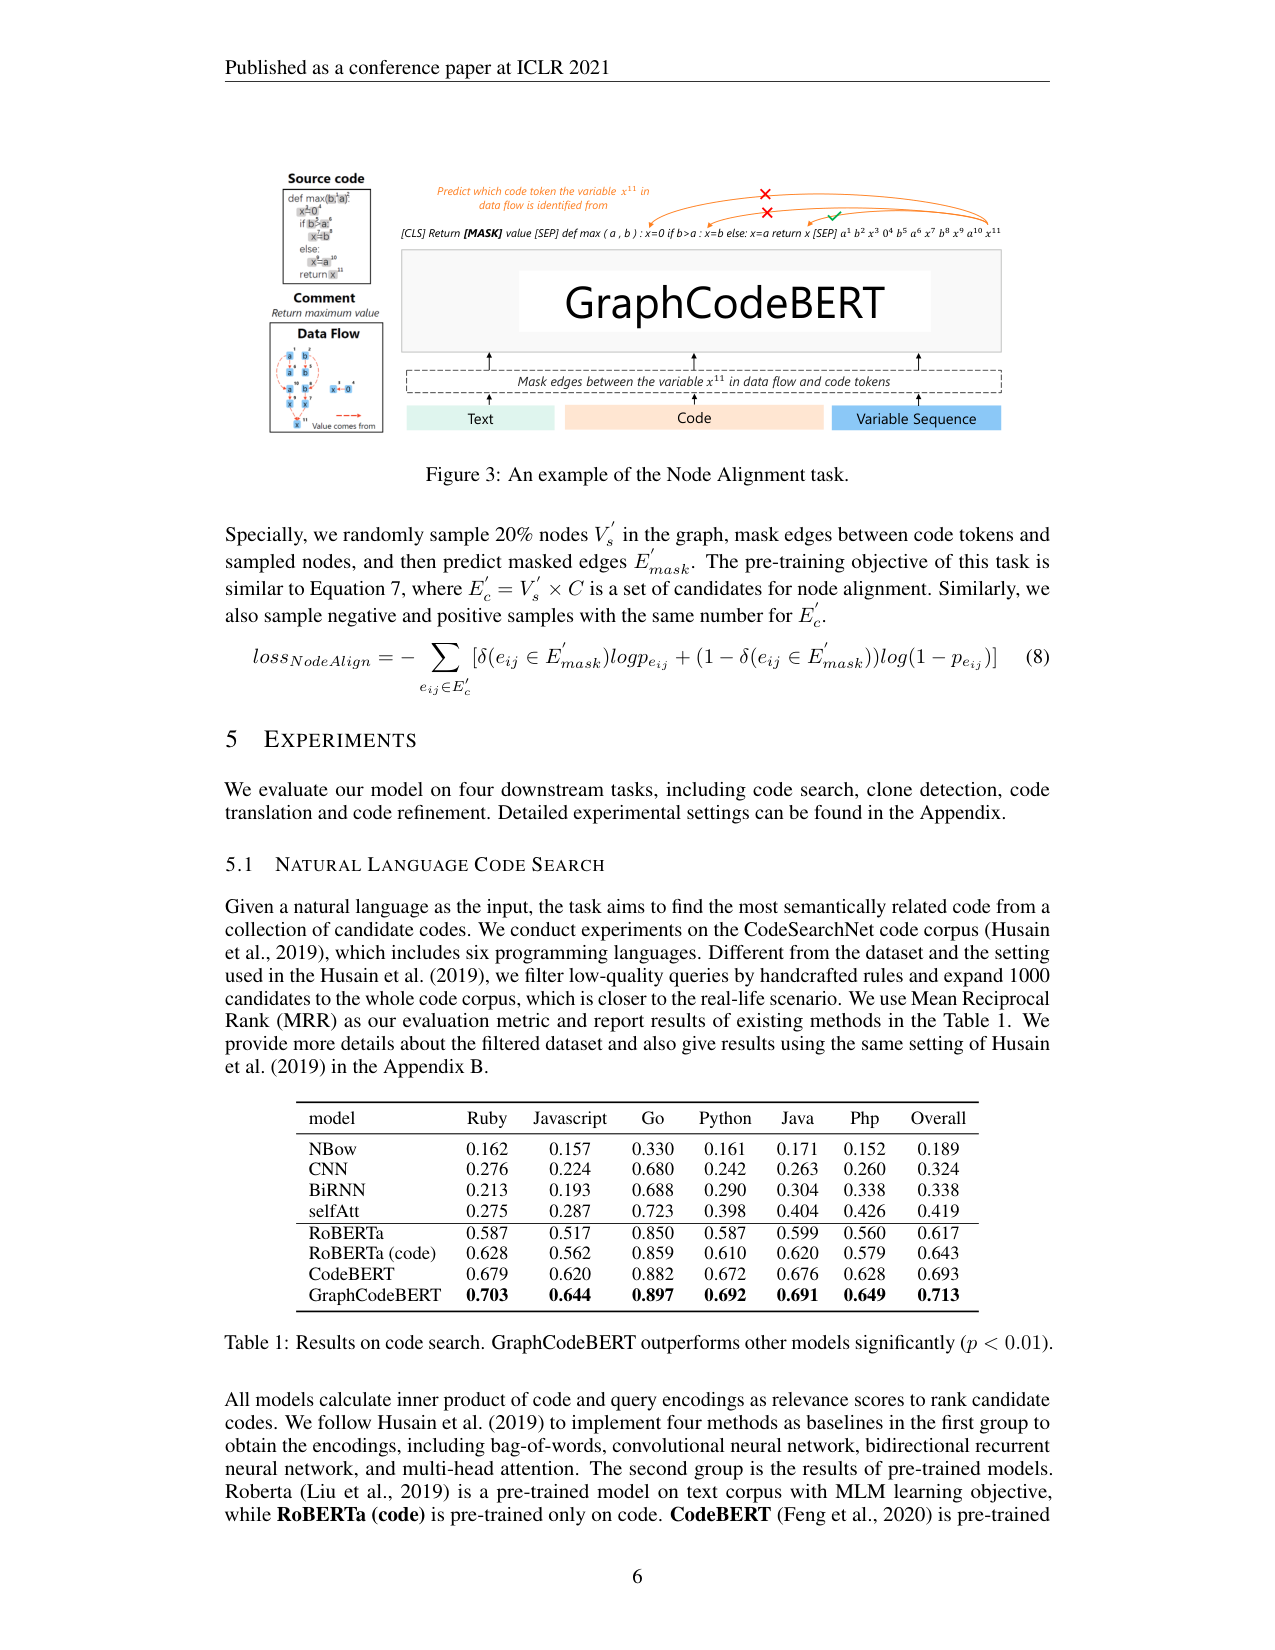 Published as a conference paper at ICLR 2021
Source code
def max(b,¹a)²:
x³=0⁴
if b⁵>a⁶:
x⁷=b⁸
else:
x⁹=a¹⁰
return x¹¹
Comment
Return maximum value
Data Flow
Value comes from
Predict which code token the variable x¹¹ in
data flow is identified from
[CLS] Return [MASK] value [SEP] def max ( a , b ) : x=0 if b>a : x=b else: x=a return x [SEP] a¹ b² x³ 0⁴ b⁵ a⁶ x⁷ b⁸ x⁹ a¹⁰ x¹¹
GraphCodeBERT
Mask edges between the variable x¹¹ in data flow and code tokens
Text Code Variable Sequence
Figure 3: An example of the Node Alignment task.
Specially, we randomly sample 20% nodes V′_s in the graph, mask edges between code tokens and
sampled nodes, and then predict masked edges E′_mask. The pre-training objective of this task is
similar to Equation 7, where E′_c = V′_s × C is a set of candidates for node alignment. Similarly, we
also sample negative and positive samples with the same number for E′_c.
loss_NodeAlign = − ∑_{e_ij∈E′_c} [δ(e_ij ∈ E′_mask)logp_{e_ij} + (1 − δ(e_ij ∈ E′_mask))log(1 − p_{e_ij})] (8)
5 EXPERIMENTS
We evaluate our model on four downstream tasks, including code search, clone detection, code
translation and code refinement. Detailed experimental settings can be found in the Appendix.
5.1 NATURAL LANGUAGE CODE SEARCH
Given a natural language as the input, the task aims to find the most semantically related code from a
collection of candidate codes. We conduct experiments on the CodeSearchNet code corpus (Husain
et al., 2019), which includes six programming languages. Different from the dataset and the setting
used in the Husain et al. (2019), we filter low-quality queries by handcrafted rules and expand 1000
candidates to the whole code corpus, which is closer to the real-life scenario. We use Mean Reciprocal
Rank (MRR) as our evaluation metric and report results of existing methods in the Table 1. We
provide more details about the filtered dataset and also give results using the same setting of Husain
et al. (2019) in the Appendix B.
model Ruby Javascript Go Python Java Php Overall
NBow 0.162 0.157 0.330 0.161 0.171 0.152 0.189
CNN 0.276 0.224 0.680 0.242 0.263 0.260 0.324
BiRNN 0.213 0.193 0.688 0.290 0.304 0.338 0.338
selfAtt 0.275 0.287 0.723 0.398 0.404 0.426 0.419
RoBERTa 0.587 0.517 0.850 0.587 0.599 0.560 0.617
RoBERTa (code) 0.628 0.562 0.859 0.610 0.620 0.579 0.643
CodeBERT 0.679 0.620 0.882 0.672 0.676 0.628 0.693
GraphCodeBERT 0.703 0.644 0.897 0.692 0.691 0.649 0.713
Table 1: Results on code search. GraphCodeBERT outperforms other models significantly (p < 0.01).
All models calculate inner product of code and query encodings as relevance scores to rank candidate
codes. We follow Husain et al. (2019) to implement four methods as baselines in the first group to
obtain the encodings, including bag-of-words, convolutional neural network, bidirectional recurrent
neural network, and multi-head attention. The second group is the results of pre-trained models.
Roberta (Liu et al., 2019) is a pre-trained model on text corpus with MLM learning objective,
while RoBERTa (code) is pre-trained only on code. CodeBERT (Feng et al., 2020) is pre-trained
6